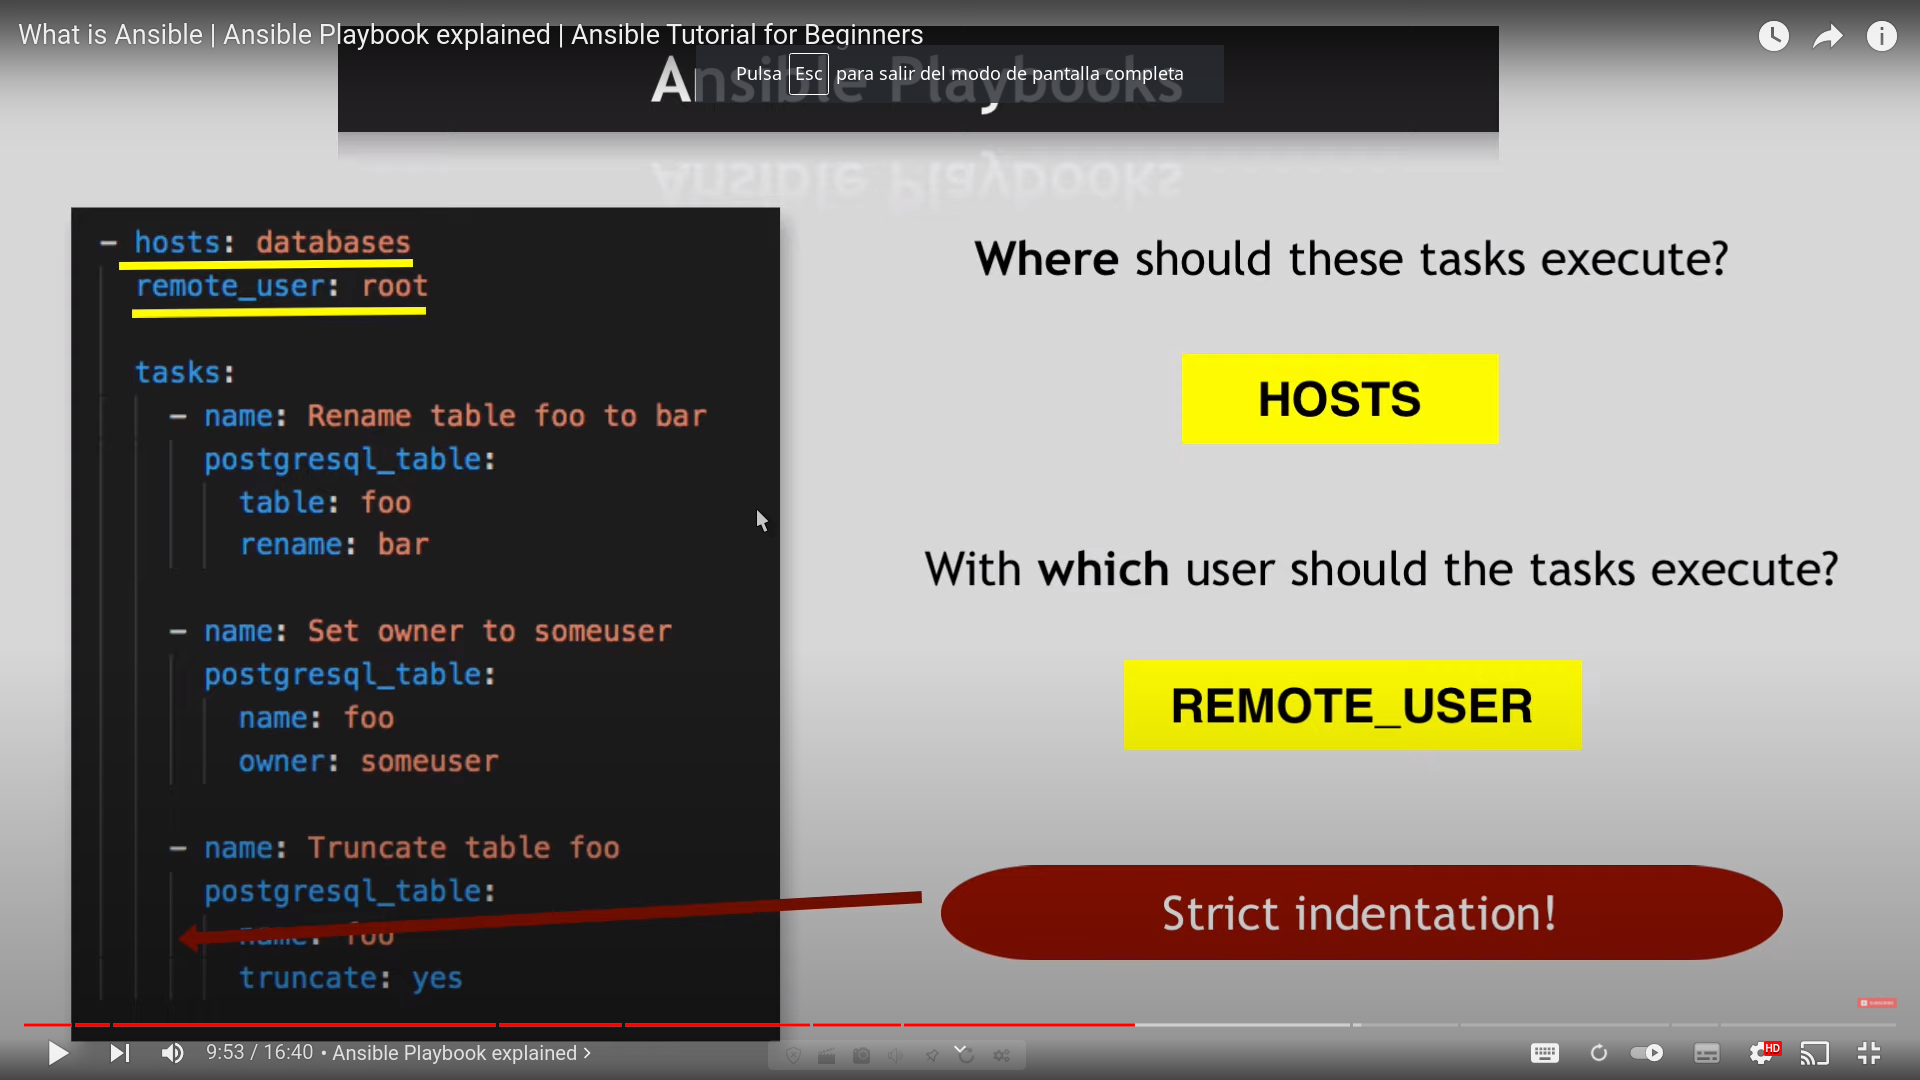 What is Ansible | Ansible Playbook explained | Ansible Tutorial for Beginners
Pulsa Esc para salir del modo de pantalla completa
Ansible Playbooks
Ansible Playbooks
- hosts: databases
remote_user: root
tasks:
- name: Rename table foo to bar
postgresql_table:
table: foo
rename: bar
- name: Set owner to someuser
postgresql_table:
name: foo
owner: someuser
- name: Truncate table foo
postgresql_table:
name: foo
truncate: yes
Where should these tasks execute?
HOSTS
With which user should the tasks execute?
REMOTE_USER
Strict indentation!
SUBSCRIBE
9:53 / 16:40 • Ansible Playbook explained >
HD